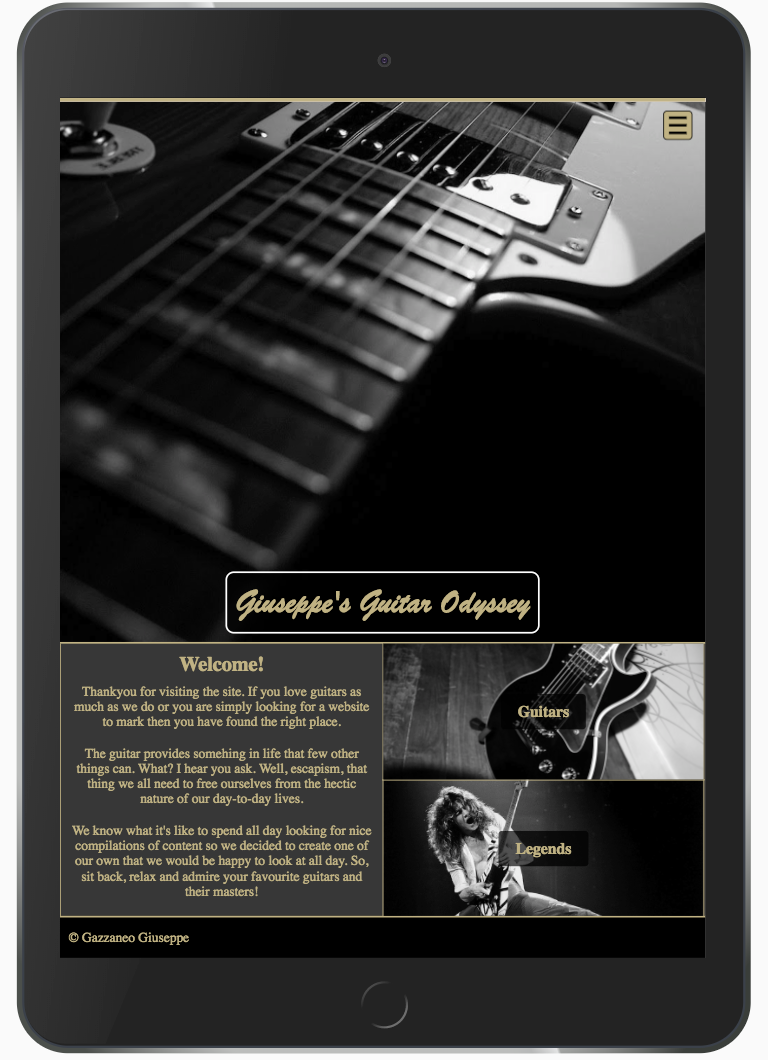 Giuseppe's Guitar Odyssey
Welcome!
Thankyou for visiting the site. If you love guitars as
much as we do or you are simply looking for a website
to mark then you have found the right place.
The guitar provides somehing in life that few other
things can. What? I hear you ask. Well, escapism, that
thing we all need to free ourselves from the hectic
nature of our day-to-day lives.
We know what it's like to spend all day looking for nice
compilations of content so we decided to create one of
our own that we would be happy to look at all day. So,
sit back, relax and admire your favourite guitars and
their masters!
Guitars
Legends
© Gazzaneo Giuseppe